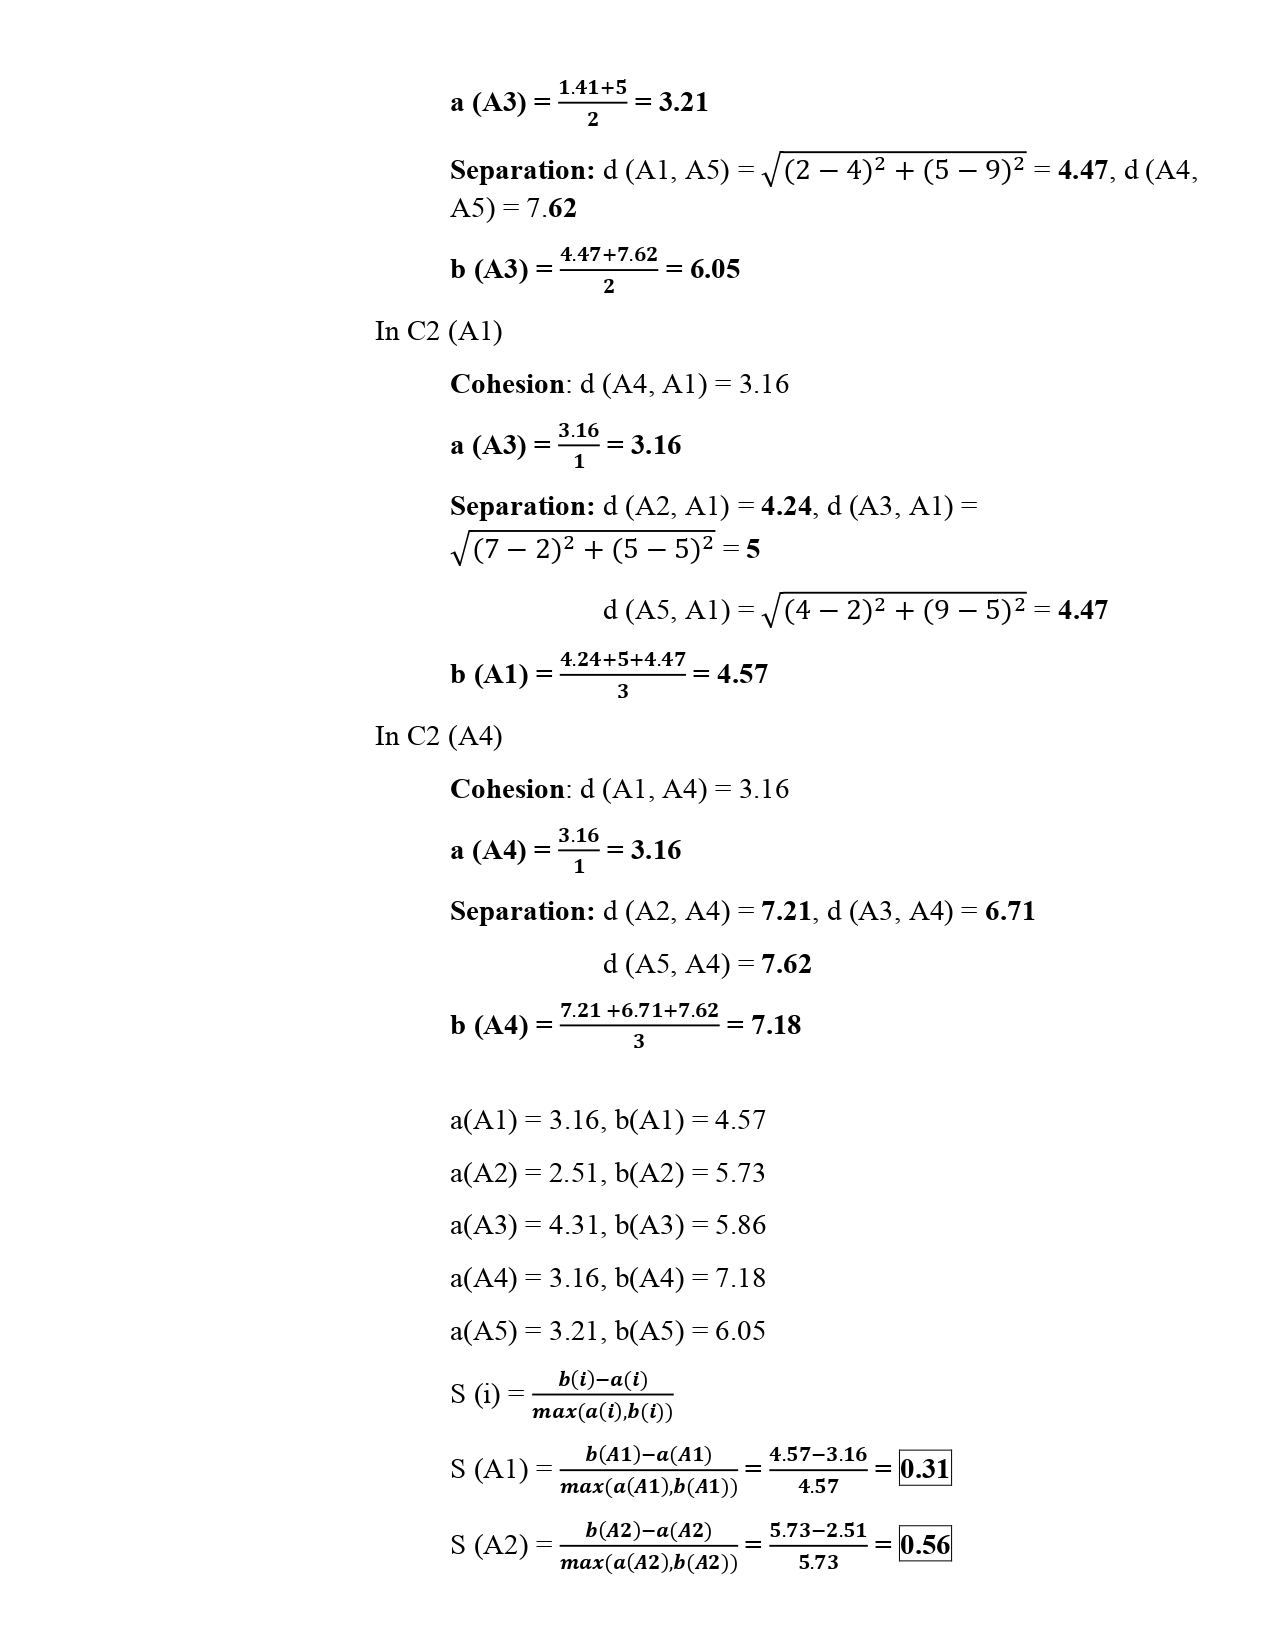 a (A3) = \frac{1.41+5}{2} = 3.21
Separation: d (A1, A5) = \sqrt{(2 − 4)^2 + (5 − 9)^2} = 4.47, d (A4,
A5) = 7.62
b (A3) = \frac{4.47+7.62}{2} = 6.05
In C2 (A1)
Cohesion: d (A4, A1) = 3.16
a (A3) = \frac{3.16}{1} = 3.16
Separation: d (A2, A1) = 4.24, d (A3, A1) =
\sqrt{(7 − 2)^2 + (5 − 5)^2} = 5
d (A5, A1) = \sqrt{(4 − 2)^2 + (9 − 5)^2} = 4.47
b (A1) = \frac{4.24+5+4.47}{3} = 4.57
In C2 (A4)
Cohesion: d (A1, A4) = 3.16
a (A4) = \frac{3.16}{1} = 3.16
Separation: d (A2, A4) = 7.21, d (A3, A4) = 6.71
d (A5, A4) = 7.62
b (A4) = \frac{7.21 +6.71+7.62}{3} = 7.18
a(A1) = 3.16, b(A1) = 4.57
a(A2) = 2.51, b(A2) = 5.73
a(A3) = 4.31, b(A3) = 5.86
a(A4) = 3.16, b(A4) = 7.18
a(A5) = 3.21, b(A5) = 6.05
S (i) = \frac{b(i)−a(i)}{max(a(i),b(i))}
S (A1) = \frac{b(A1)−a(A1)}{max(a(A1),b(A1))} = \frac{4.57−3.16}{4.57} = 0.31
S (A2) = \frac{b(A2)−a(A2)}{max(a(A2),b(A2))} = \frac{5.73−2.51}{5.73} = 0.56